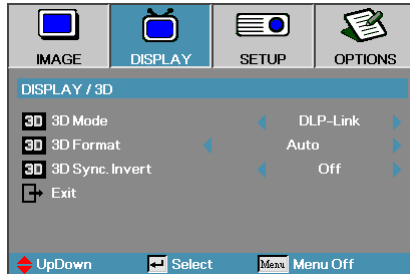 IMAGE DISPLAY SETUP OPTIONS
DISPLAY / 3D
3D 3D Mode DLP-Link
3D 3D Format Auto
3D 3D Sync. Invert Off
Exit
UpDown Select Menu Menu Off